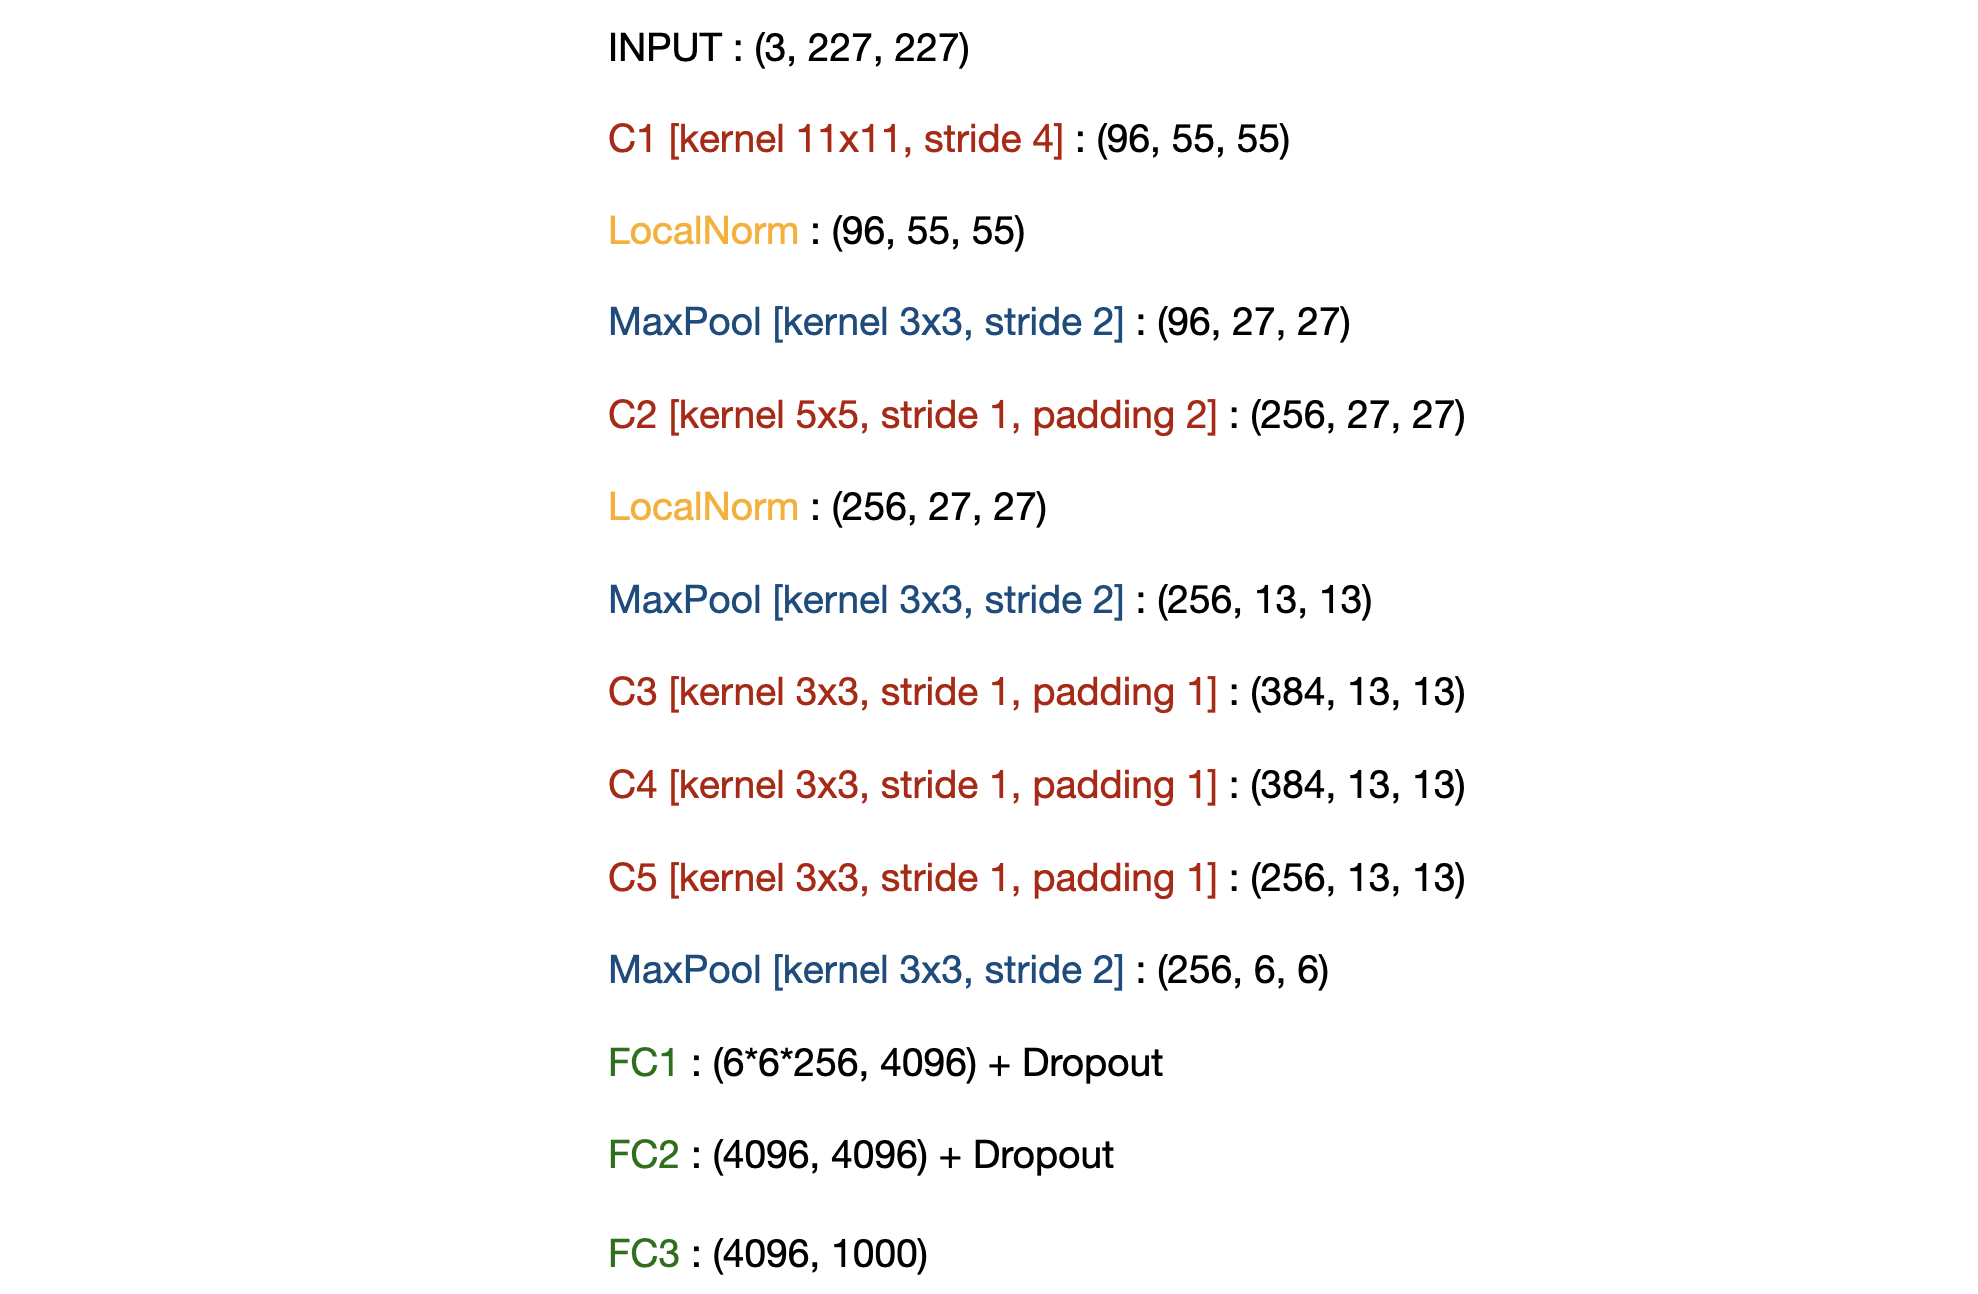 INPUT : (3, 227, 227)
C1 [kernel 11x11, stride 4] : (96, 55, 55)
LocalNorm : (96, 55, 55)
MaxPool [kernel 3x3, stride 2] : (96, 27, 27)
C2 [kernel 5x5, stride 1, padding 2] : (256, 27, 27)
LocalNorm : (256, 27, 27)
MaxPool [kernel 3x3, stride 2] : (256, 13, 13)
C3 [kernel 3x3, stride 1, padding 1] : (384, 13, 13)
C4 [kernel 3x3, stride 1, padding 1] : (384, 13, 13)
C5 [kernel 3x3, stride 1, padding 1] : (256, 13, 13)
MaxPool [kernel 3x3, stride 2] : (256, 6, 6)
FC1 : (6*6*256, 4096) + Dropout
FC2 : (4096, 4096) + Dropout
FC3 : (4096, 1000)